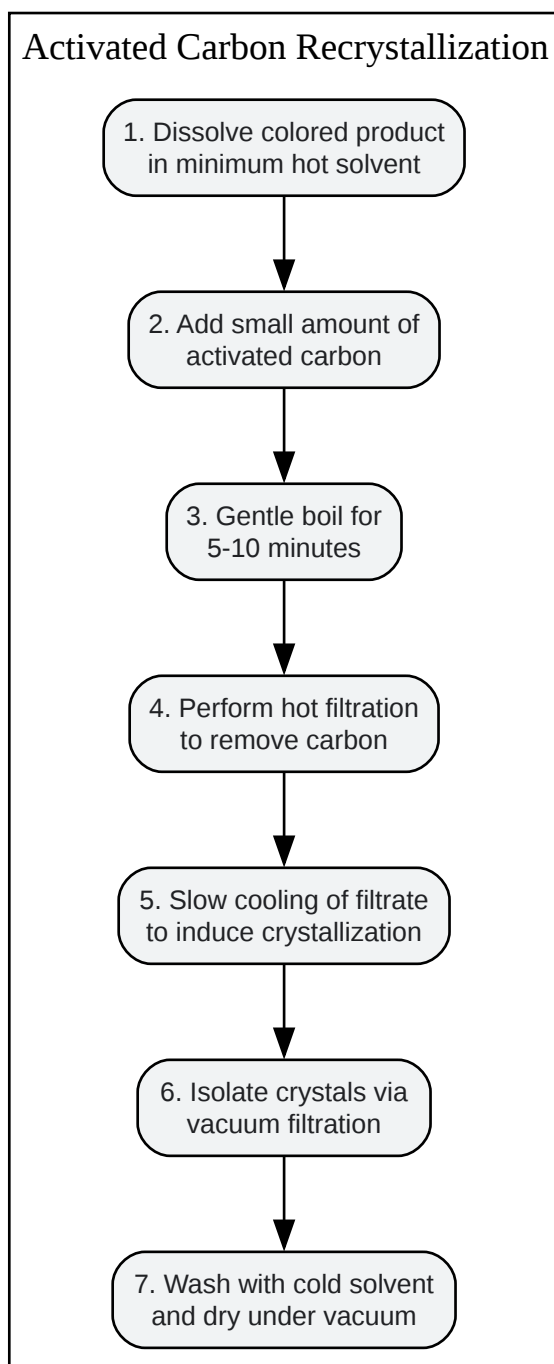 Activated Carbon Recrystallization
1. Dissolve colored product
in minimum hot solvent
2. Add small amount of
activated carbon
3. Gentle boil for
5-10 minutes
4. Perform hot filtration
to remove carbon
5. Slow cooling of filtrate
to induce crystallization
6. Isolate crystals via
vacuum filtration
7. Wash with cold solvent
and dry under vacuum